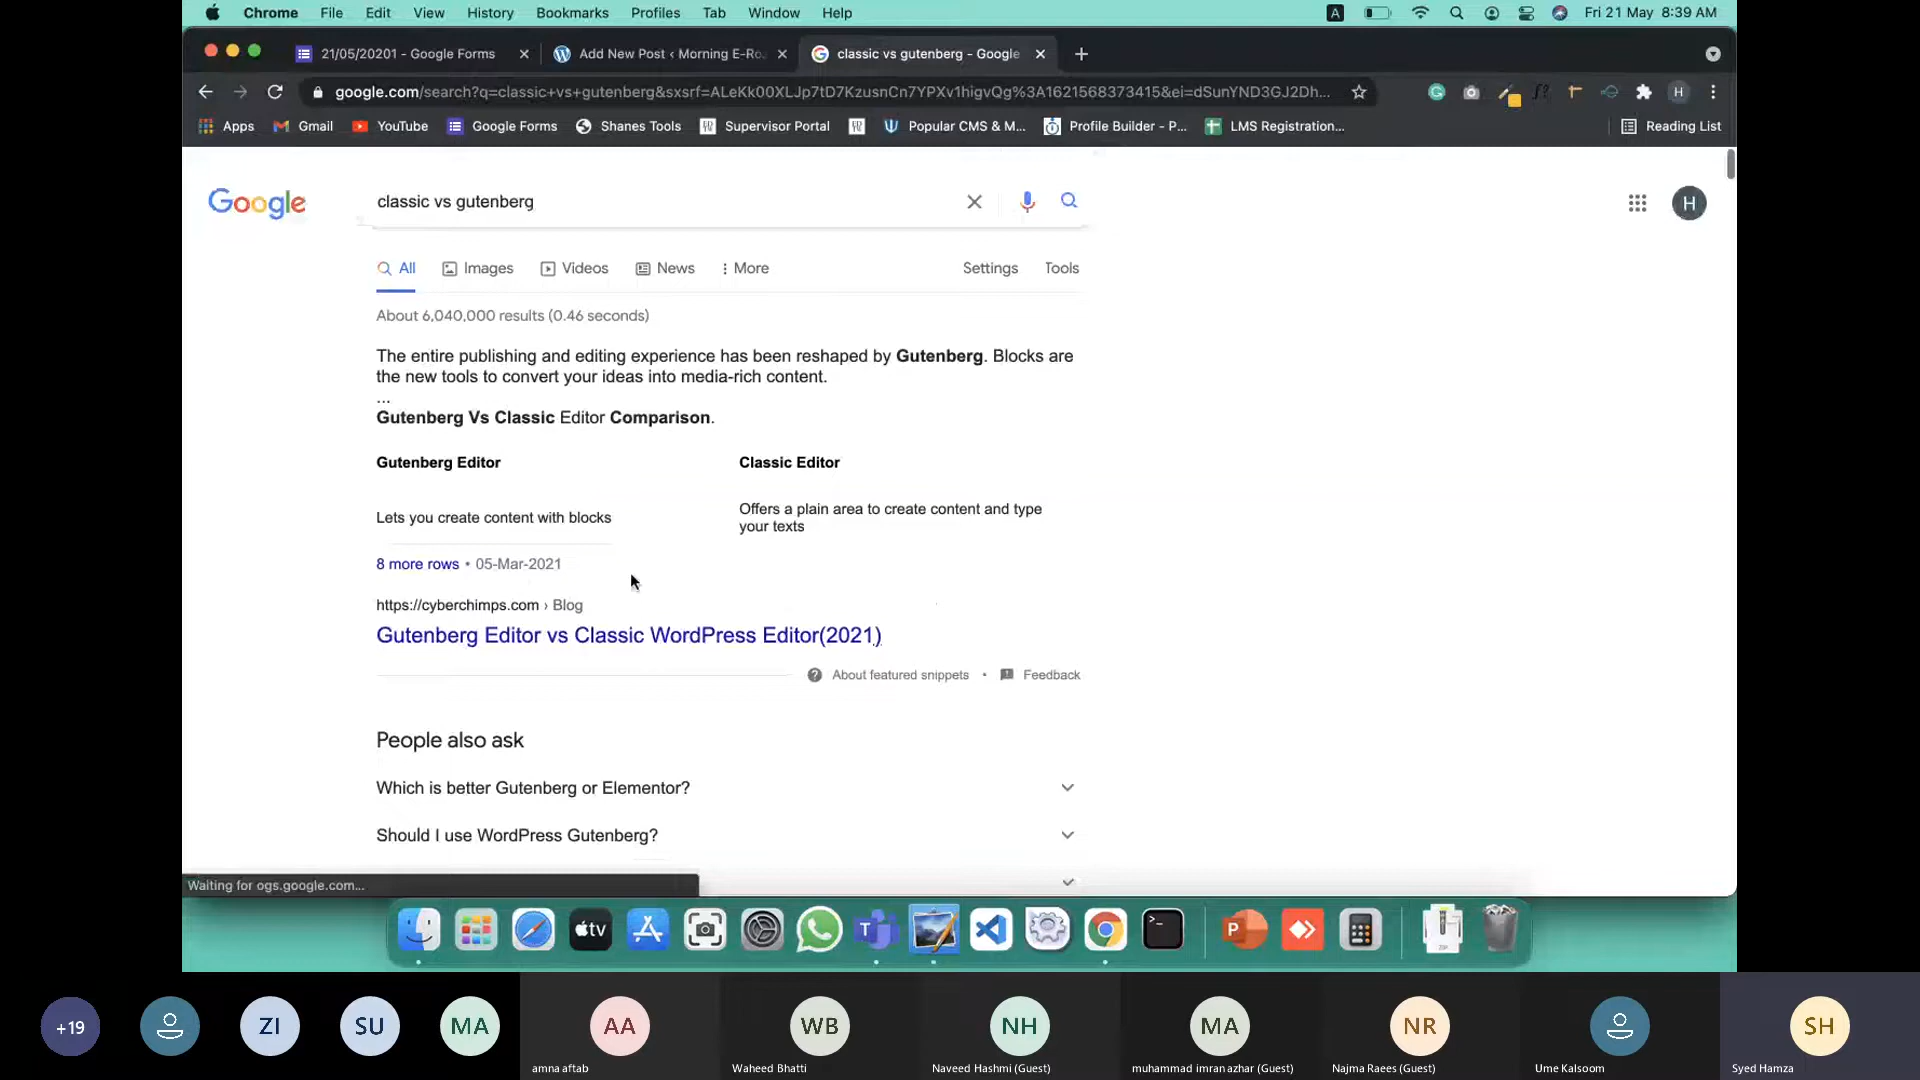 Chrome File Edit View History Bookmarks Profiles Tab Window Help
A Fri 21 May 8:39 AM
21/05/20201 - Google Forms
Add New Post ‹ Morning E-Ro
classic vs gutenberg - Google
google.com/search?q=classic+vs+gutenberg&sxsrf=ALeKk00XLJp7tD7KzusnCn7YPXv1higvQg%3A1621568373415&ei=dSunYND3GJ2Dh...
H
Apps Gmail YouTube Google Forms Shanes Tools Supervisor Portal Popular CMS & M... Profile Builder - P... LMS Registration... Reading List
Google
classic vs gutenberg
H
All Images Videos News More Settings Tools
About 6,040,000 results (0.46 seconds)
The entire publishing and editing experience has been reshaped by Gutenberg. Blocks are
the new tools to convert your ideas into media-rich content.
...
Gutenberg Vs Classic Editor Comparison.
Gutenberg Editor Classic Editor
Lets you create content with blocks
Offers a plain area to create content and type
your texts
8 more rows • 05-Mar-2021
https://cyberchimps.com › Blog
Gutenberg Editor vs Classic WordPress Editor(2021)
About featured snippets • Feedback
People also ask
Which is better Gutenberg or Elementor?
Should I use WordPress Gutenberg?
Waiting for ogs.google.com...
tv
T
P
ZIP
+19 ZI SU MA AA WB NH MA NR SH
amna aftab Waheed Bhatti Naveed Hashmi (Guest) muhammad imran azhar (Guest) Najma Raees (Guest) Ume Kalsoom Syed Hamza